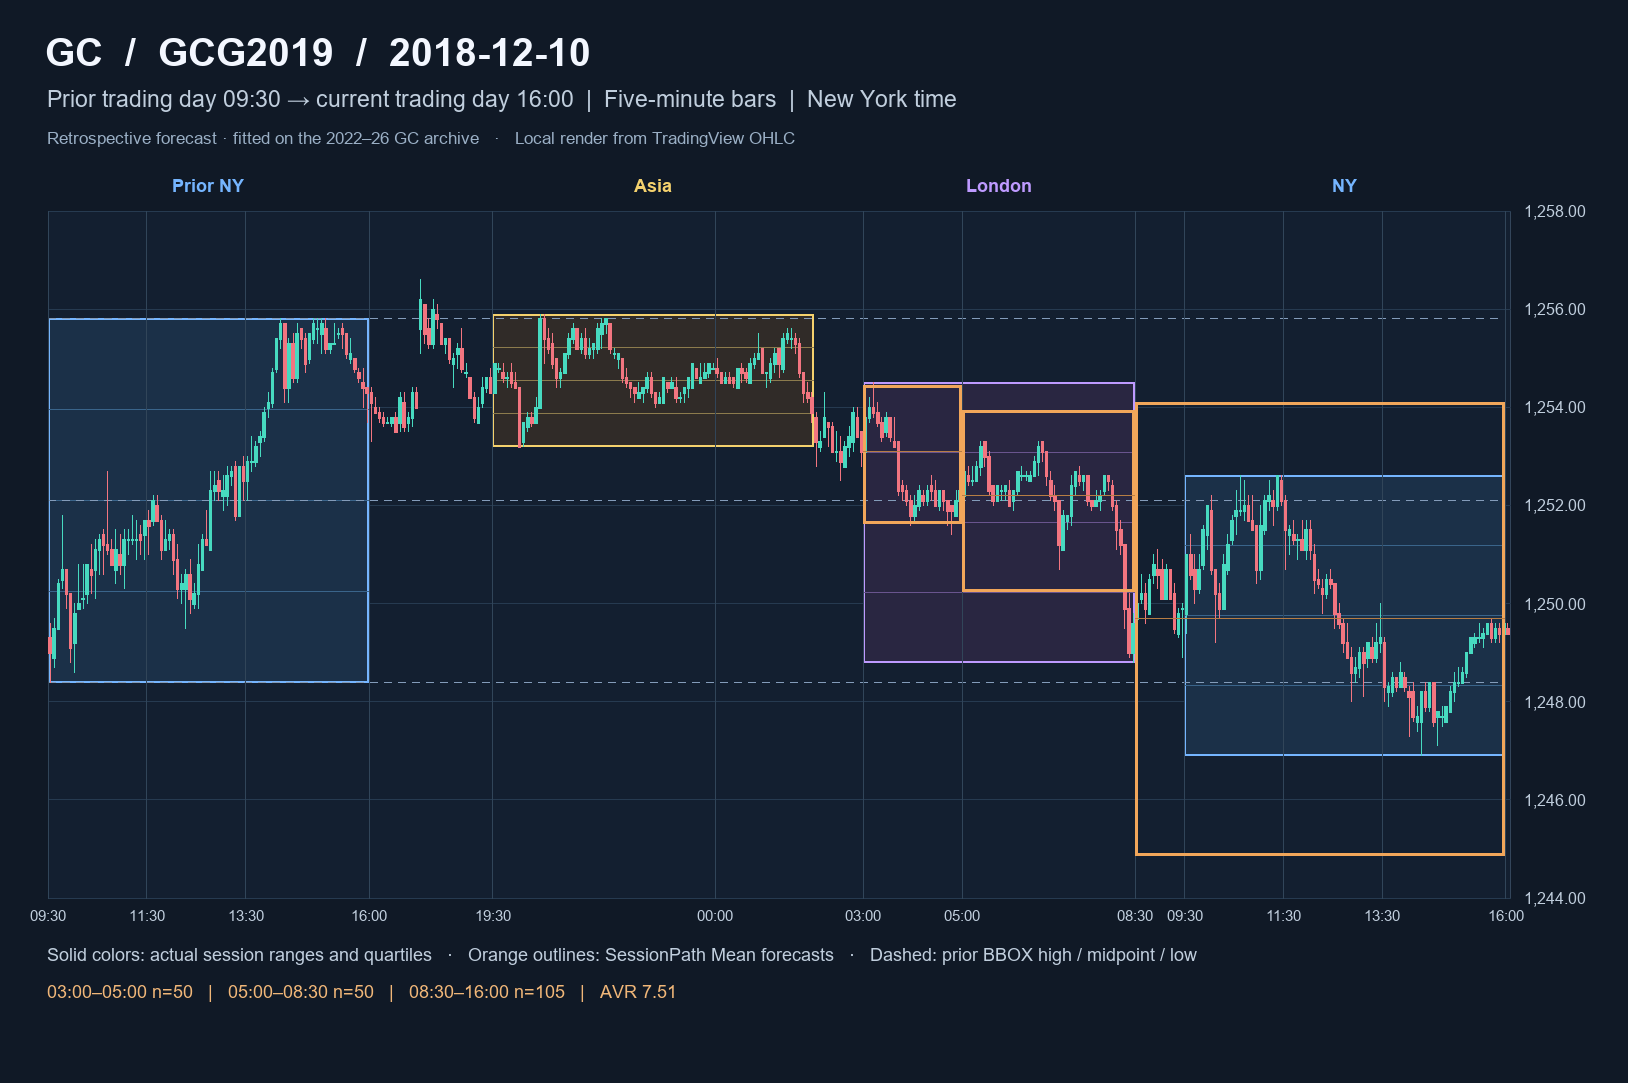 GC / GCG2019 / 2018-12-10
Prior trading day 09:30 → current trading day 16:00 | Five-minute bars | New York time
Retrospective forecast · fitted on the 2022–26 GC archive · Local render from TradingView OHLC
Prior NY Asia London NY
1,258.00
1,256.00
1,254.00
1,252.00
1,250.00
1,248.00
1,246.00
1,244.00
09:30 11:30 13:30 16:00 19:30 00:00 03:00 05:00 08:30 09:30 11:30 13:30 16:00
Solid colors: actual session ranges and quartiles · Orange outlines: SessionPath Mean forecasts · Dashed: prior BBOX high / midpoint / low
03:00–05:00 n=50 | 05:00–08:30 n=50 | 08:30–16:00 n=105 | AVR 7.51